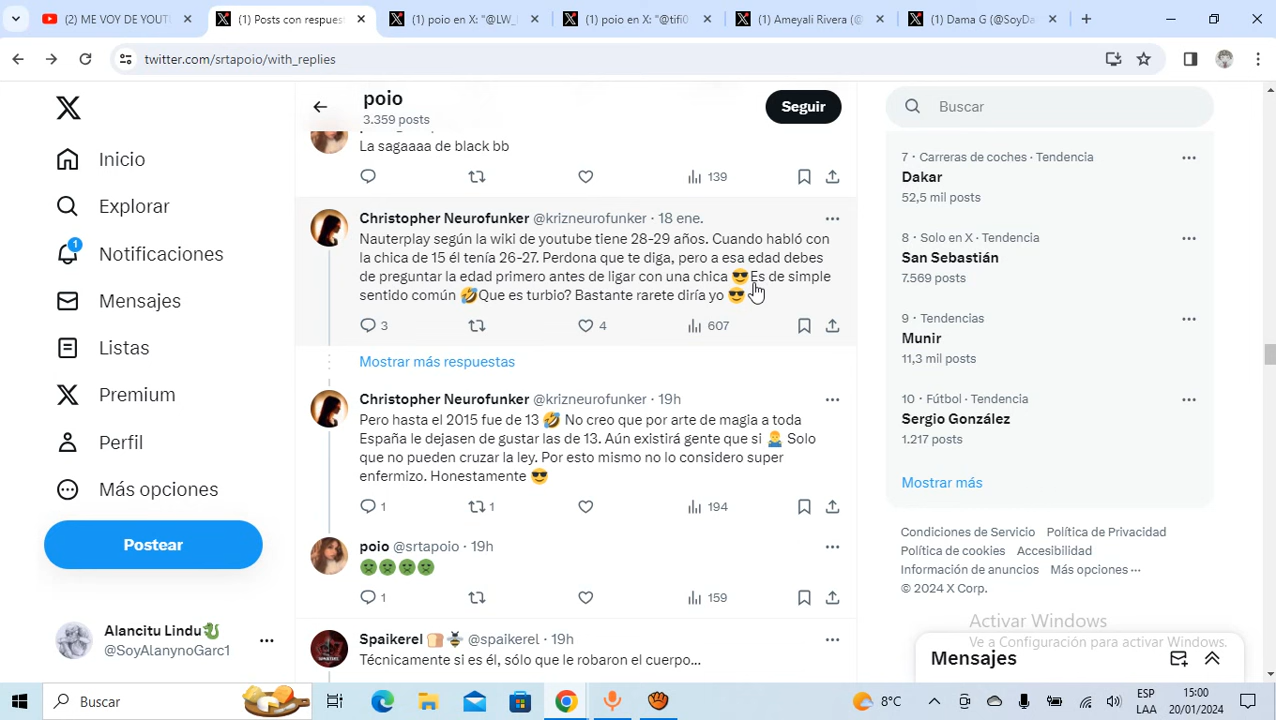 (2) ME VOY DE YOUT
(1) Posts con respues
(1) poio en X: "@LW_
(1) poio en X: "@tifi0
(1) Ameyali Rivera (@
(1) Dama G (@SoyDa
twitter.com/srtapoio/with_replies
poio
3.359 posts
Seguir
Buscar
Inicio
Explorar
1
Notificaciones
Mensajes
Listas
Premium
Perfil
Más opciones
Postear
Alancitu Lindu🐉
@SoyAlanynoGarc1
La sagaaaa de black bb
139
Christopher Neurofunker @krizneurofunker · 18 ene.
Nauterplay según la wiki de youtube tiene 28-29 años. Cuando habló con
la chica de 15 él tenía 26-27. Perdona que te diga, pero a esa edad debes
de preguntar la edad primero antes de ligar con una chica 😎Es de simple
sentido común 🤣Que es turbio? Bastante rarete diría yo 😎
3 4 607
Mostrar más respuestas
Christopher Neurofunker @krizneurofunker · 19h
Pero hasta el 2015 fue de 13 🤣 No creo que por arte de magia a toda
España le dejasen de gustar las de 13. Aún existirá gente que si 🤷‍♂️ Solo
que no pueden cruzar la ley. Por esto mismo no lo considero super
enfermizo. Honestamente 😎
1 1 194
poio @srtapoio · 19h
🤢🤢🤢🤢
1 159
Spaikerel 🍞 🐝 @spaikerel · 19h
Técnicamente si es él, sólo que le robaron el cuerpo...
7 · Carreras de coches · Tendencia
Dakar
52,5 mil posts
8 · Solo en X · Tendencia
San Sebastián
7.569 posts
9 · Tendencias
Munir
11,3 mil posts
10 · Fútbol · Tendencia
Sergio González
1.217 posts
Mostrar más
Condiciones de Servicio Política de Privacidad
Política de cookies Accesibilidad
Información de anuncios Más opciones ···
© 2024 X Corp.
Activar Windows
Ve a Configuración para activar Windows.
Mensajes
Buscar
8°C
ESP
LAA
15:00
20/01/2024